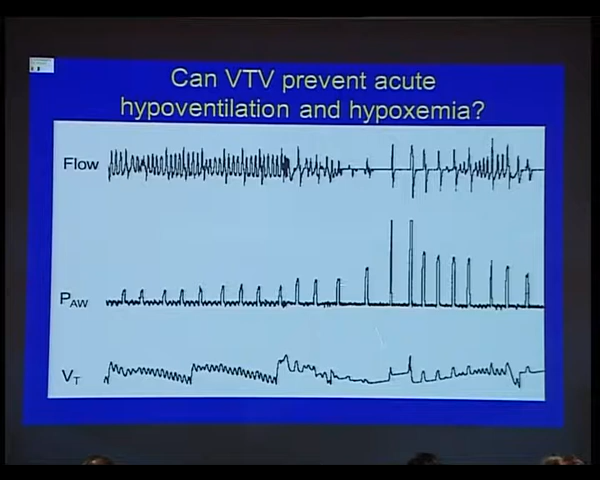 Can VTV prevent acute
hypoventilation and hypoxemia?
Flow
PAW
VT